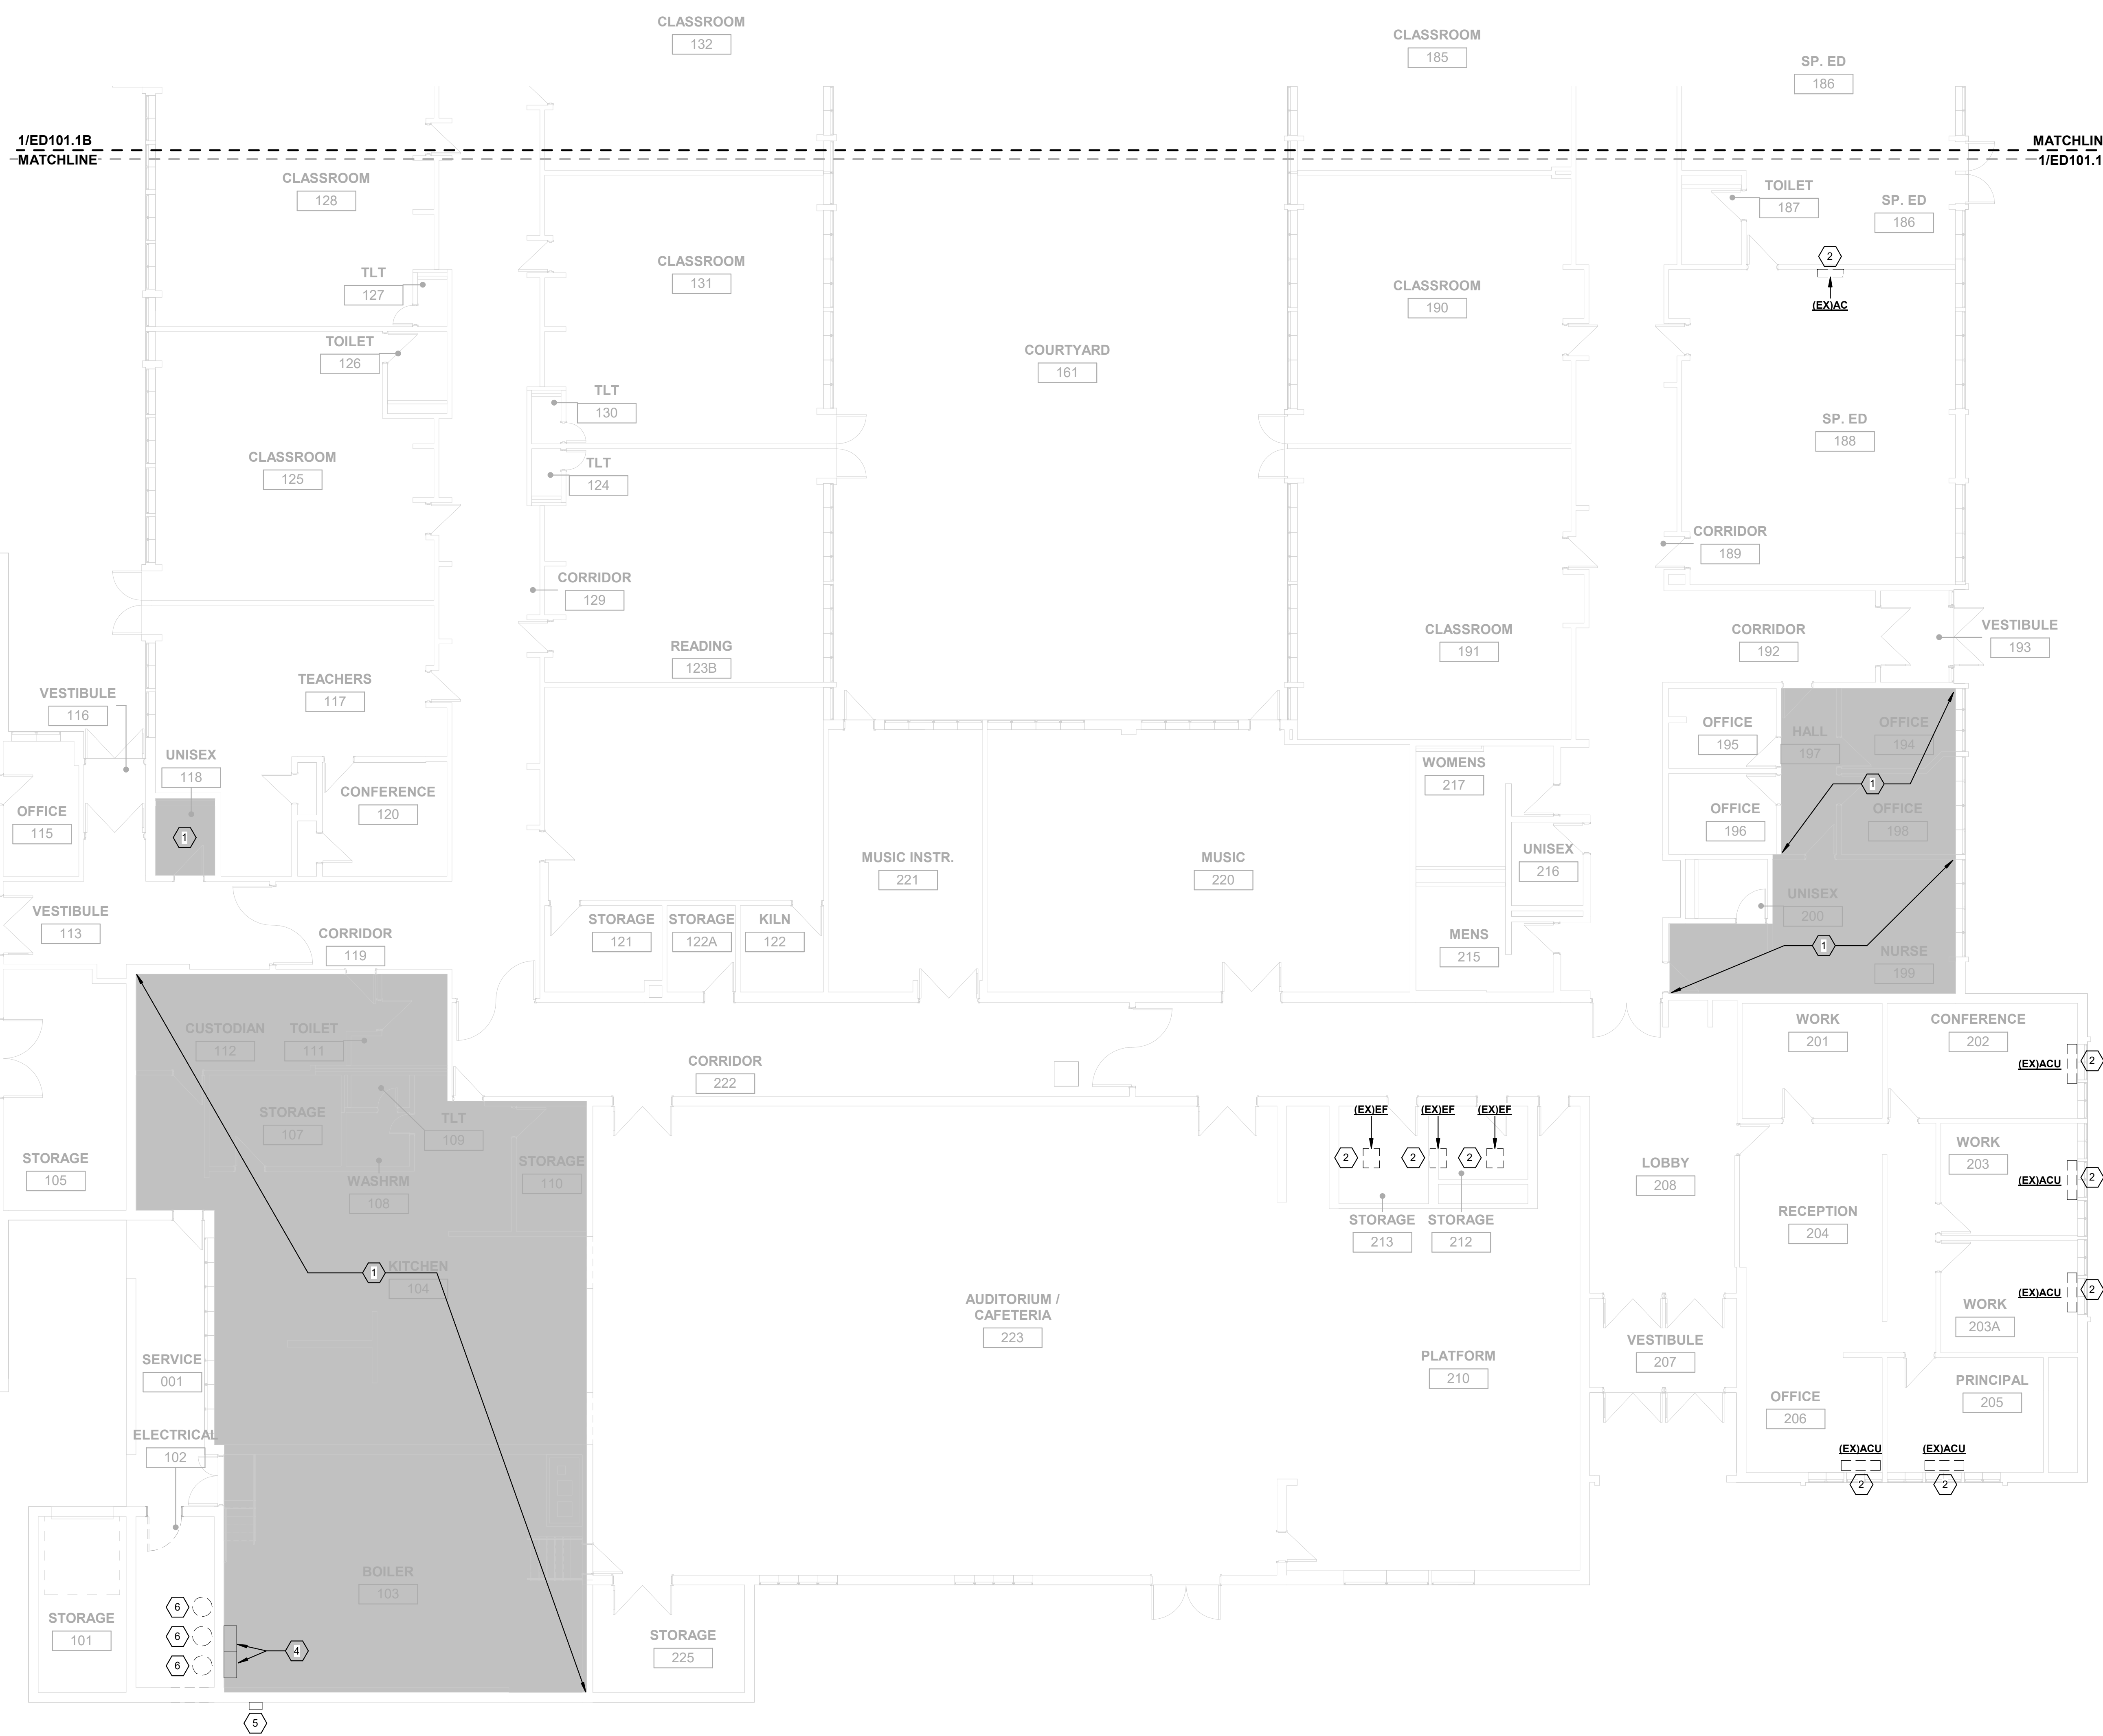 CLASSROOM
132
CLASSROOM
185
SP. ED
186
1/ED101.1B
MATCHLINE
MATCHLIN
1/ED101.1
CLASSROOM
128
TOILET
187
SP. ED
186
2
(EX)AC
TLT
127
CLASSROOM
131
CLASSROOM
190
TOILET
126
COURTYARD
161
TLT
130
SP. ED
188
CLASSROOM
125
TLT
124
CORRIDOR
189
CORRIDOR
129
READING
123B
CLASSROOM
191
CORRIDOR
192
VESTIBULE
193
TEACHERS
117
VESTIBULE
116
OFFICE
195
HALL
197
OFFICE
194
UNISEX
118
WOMENS
217
1
CONFERENCE
120
OFFICE
115
1
OFFICE
196
OFFICE
198
MUSIC INSTR.
221
MUSIC
220
UNISEX
216
UNISEX
200
VESTIBULE
113
STORAGE
121
STORAGE
122A
KILN
122
CORRIDOR
119
MENS
215
1
NURSE
199
CUSTODIAN
112
TOILET
111
WORK
201
CONFERENCE
202
(EX)ACU
2
CORRIDOR
222
STORAGE
107
TLT
109
(EX)EF
(EX)EF
(EX)EF
2
2
2
STORAGE
105
STORAGE
110
WASHRM
108
LOBBY
208
WORK
203
(EX)ACU
2
STORAGE
213
STORAGE
212
RECEPTION
204
1
KITCHEN
104
(EX)ACU
2
AUDITORIUM /
CAFETERIA
223
WORK
203A
SERVICE
001
VESTIBULE
207
PLATFORM
210
PRINCIPAL
205
OFFICE
206
ELECTRICAL
102
(EX)ACU
(EX)ACU
2
2
BOILER
103
STORAGE
101
6
6
6
4
STORAGE
225
5